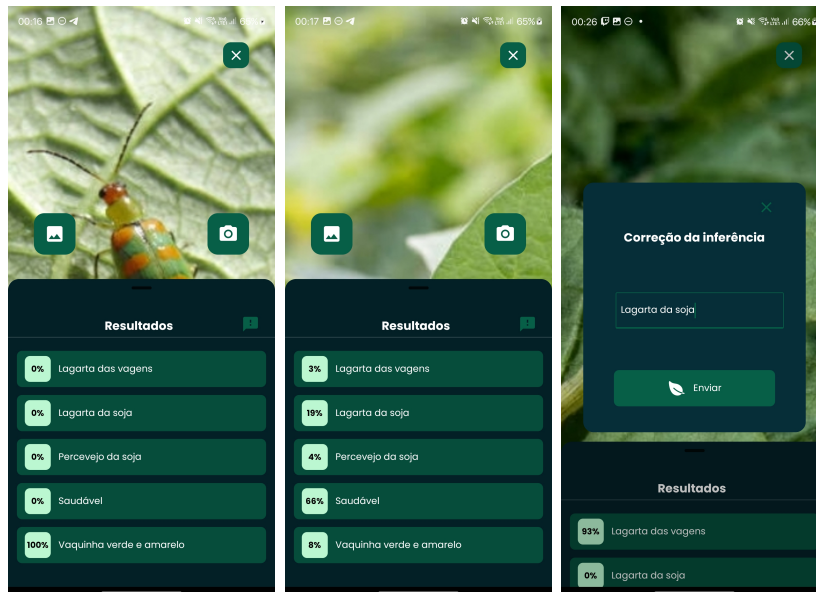 00:16
Resultados
0% Lagarta das vagens
0% Lagarta da soja
0% Percevejo da soja
0% Saudável
100% Vaquinha verde e amarelo
00:17
65%
Resultados
3% Lagarta das vagens
19% Lagarta da soja
4% Percevejo da soja
66% Saudável
8% Vaquinha verde e amarelo
00:26
66%
Correção da inferência
Lagarta da soja
Enviar
Resultados
93% Lagarta das vagens
0% Lagarta da soja